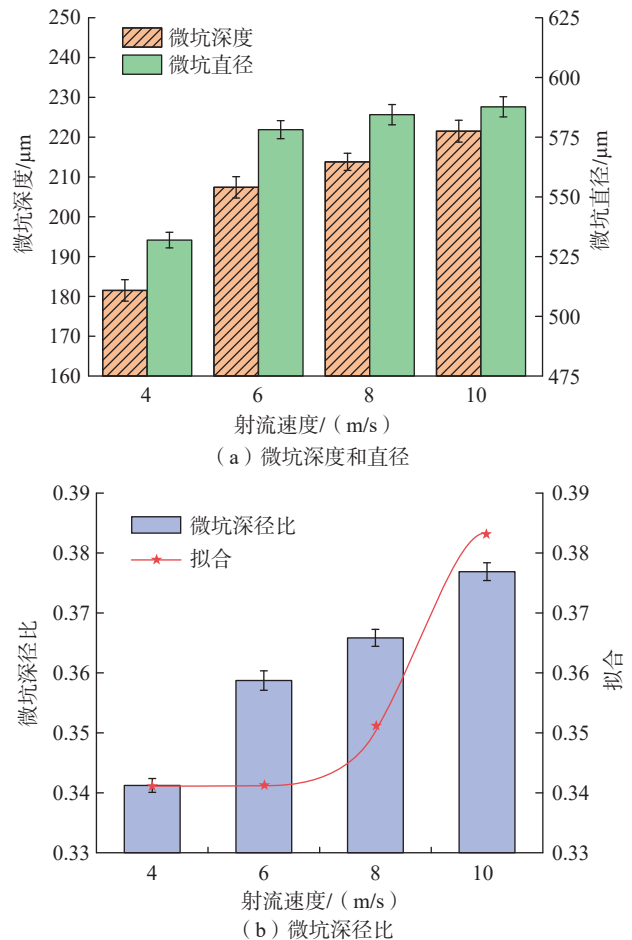 250
240
230
220
210
200
190
180
170
160
微坑深度/μm
微坑深度
微坑直径
625
600
575
550
525
500
475
微坑直径/μm
4 6 8 10
射流速度/（m/s）
（a）微坑深度和直径
0.39
0.38
0.37
0.36
0.35
0.34
0.33
微坑深径比
微坑深径比
拟合
0.39
0.38
0.37
0.36
0.35
0.34
0.33
拟合
4 6 8 10
射流速度/（m/s）
（b）微坑深径比